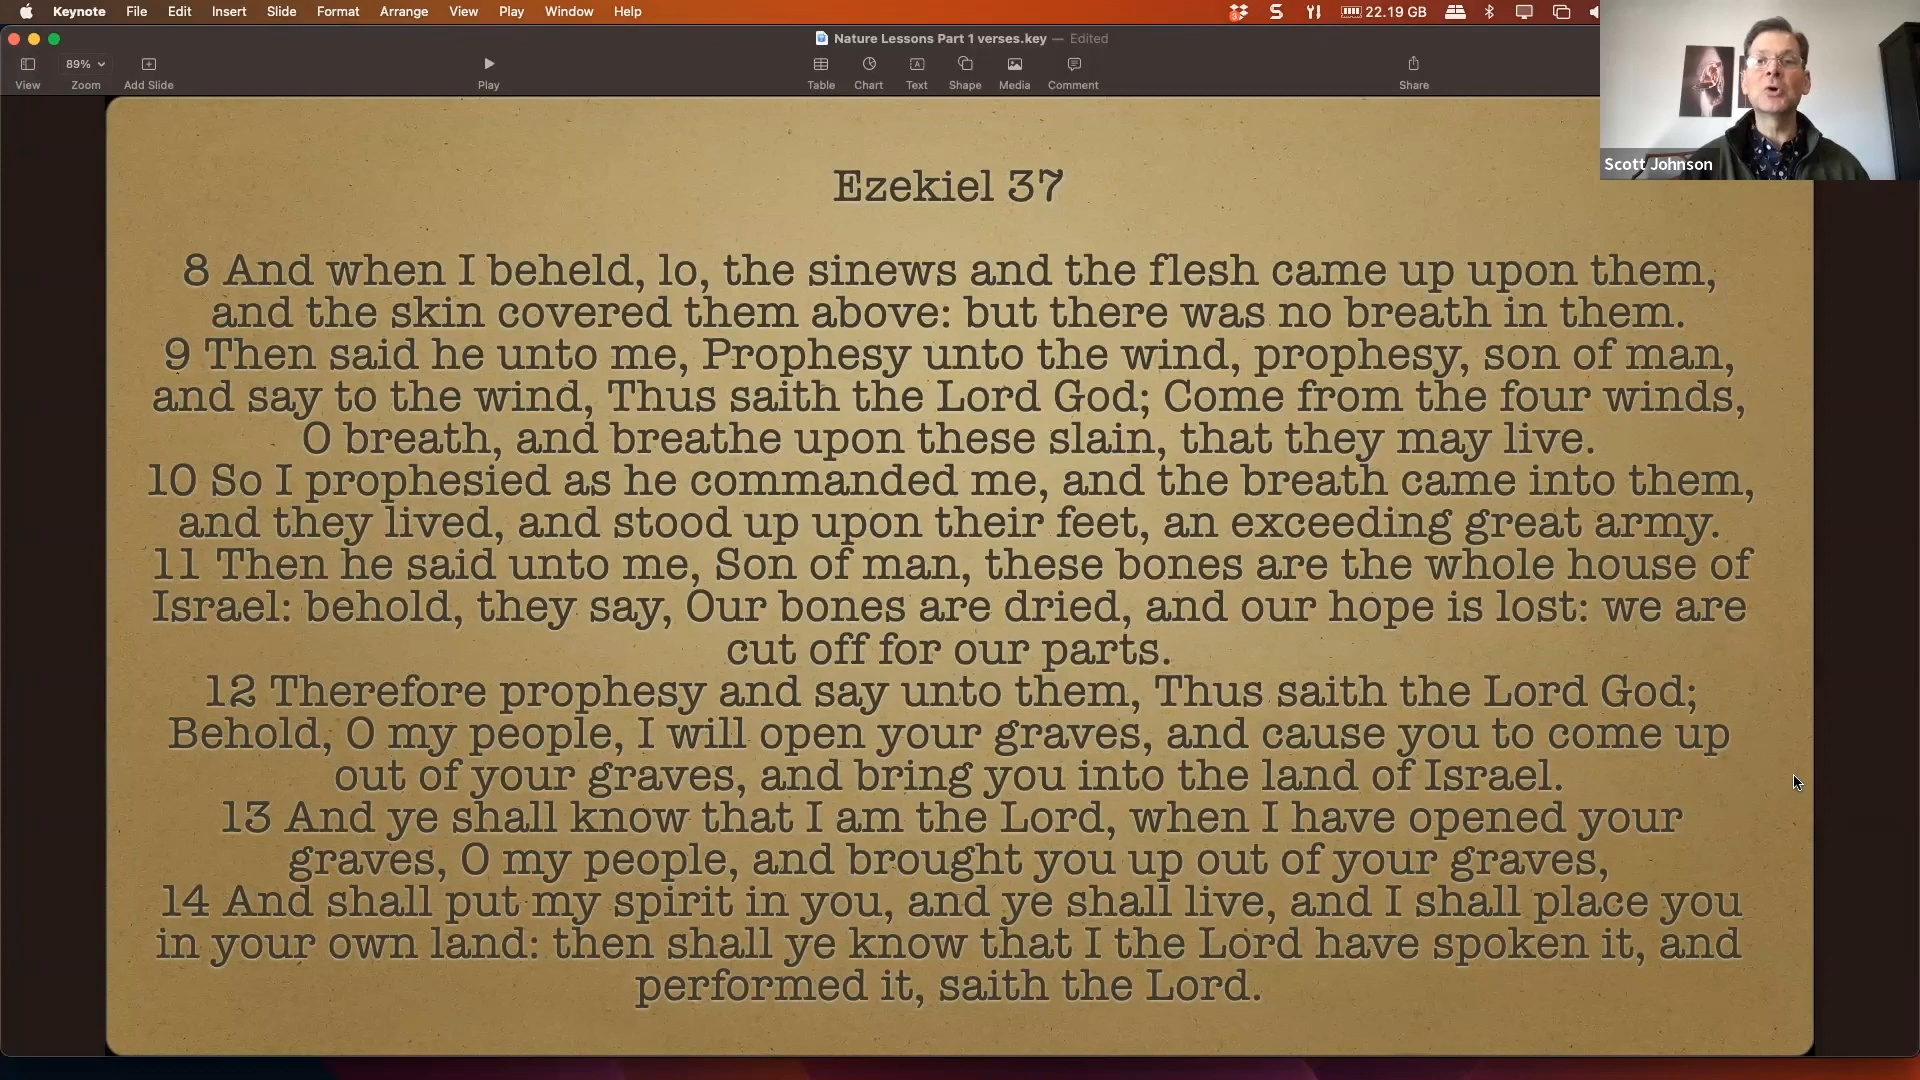 Keynote File Edit Insert Slide Format Arrange View Play Window Help 22.19 GB
Nature Lessons Part 1 verses.key — Edited
89%
View Zoom Add Slide Play Table Chart Text Shape Media Comment Share
Scott Johnson
Ezekiel 37
8 And when I beheld, lo, the sinews and the flesh came up upon them,
and the skin covered them above: but there was no breath in them.
9 Then said he unto me, Prophesy unto the wind, prophesy, son of man,
and say to the wind, Thus saith the Lord God; Come from the four winds,
O breath, and breathe upon these slain, that they may live.
10 So I prophesied as he commanded me, and the breath came into them,
and they lived, and stood up upon their feet, an exceeding great army.
11 Then he said unto me, Son of man, these bones are the whole house of
Israel: behold, they say, Our bones are dried, and our hope is lost: we are
cut off for our parts.
12 Therefore prophesy and say unto them, Thus saith the Lord God;
Behold, O my people, I will open your graves, and cause you to come up
out of your graves, and bring you into the land of Israel.
13 And ye shall know that I am the Lord, when I have opened your
graves, O my people, and brought you up out of your graves,
14 And shall put my spirit in you, and ye shall live, and I shall place you
in your own land: then shall ye know that I the Lord have spoken it, and
performed it, saith the Lord.